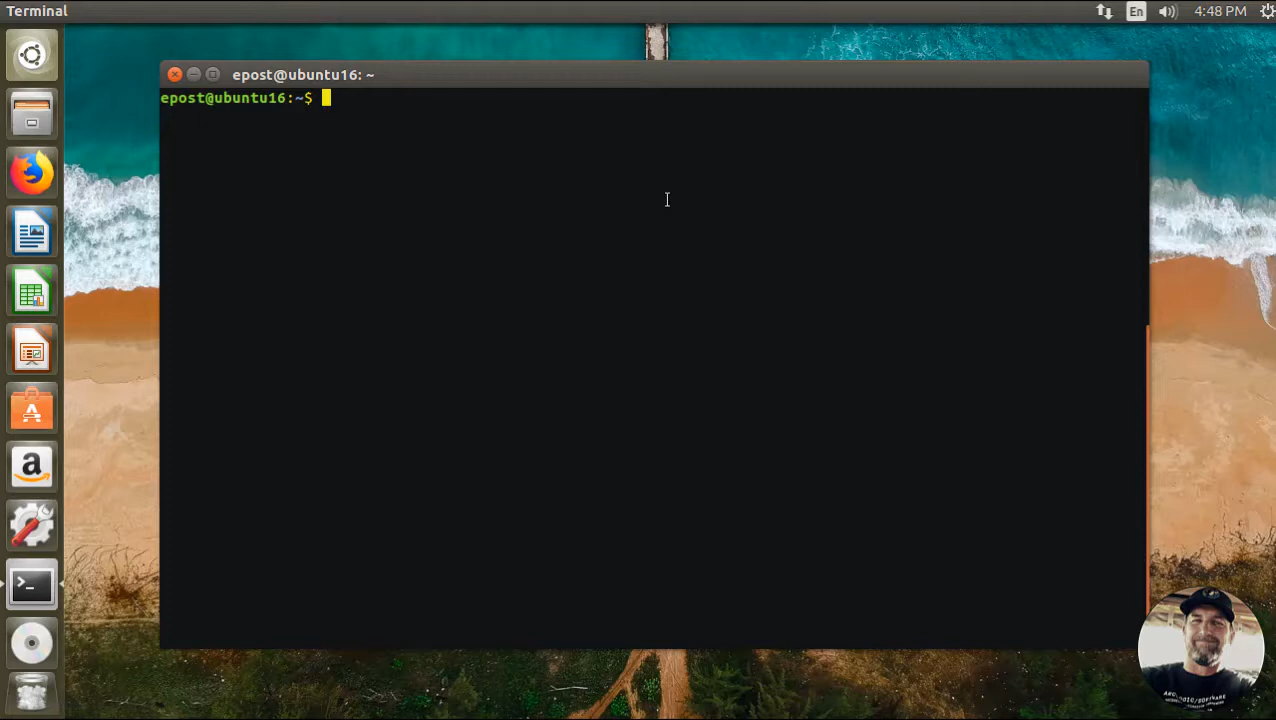 Terminal
En
4:48 PM
epost@ubuntu16: ~
epost@ubuntu16:~$